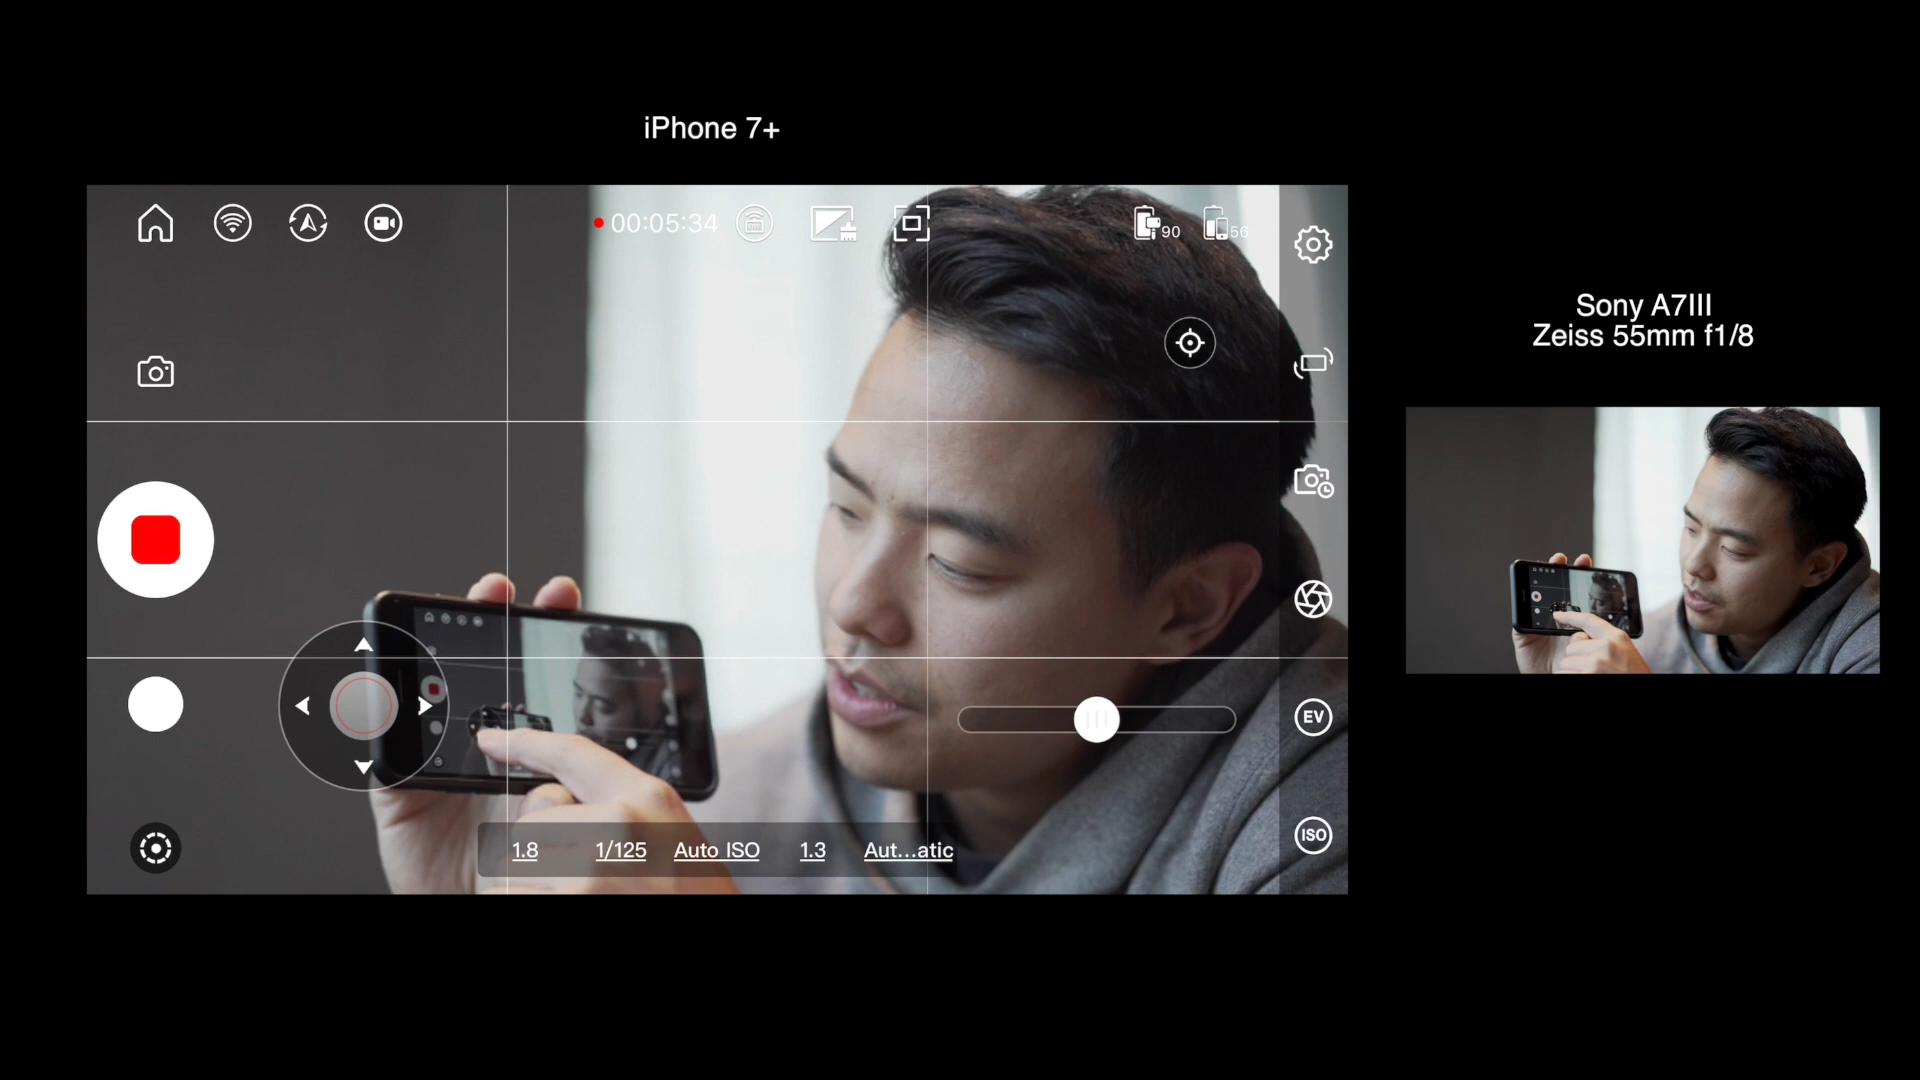 iPhone 7+
00:05:34
90
56
Sony A7III
Zeiss 55mm f1/8
EV
1.8 1/125 Auto ISO 1.3 Aut...atic
ISO